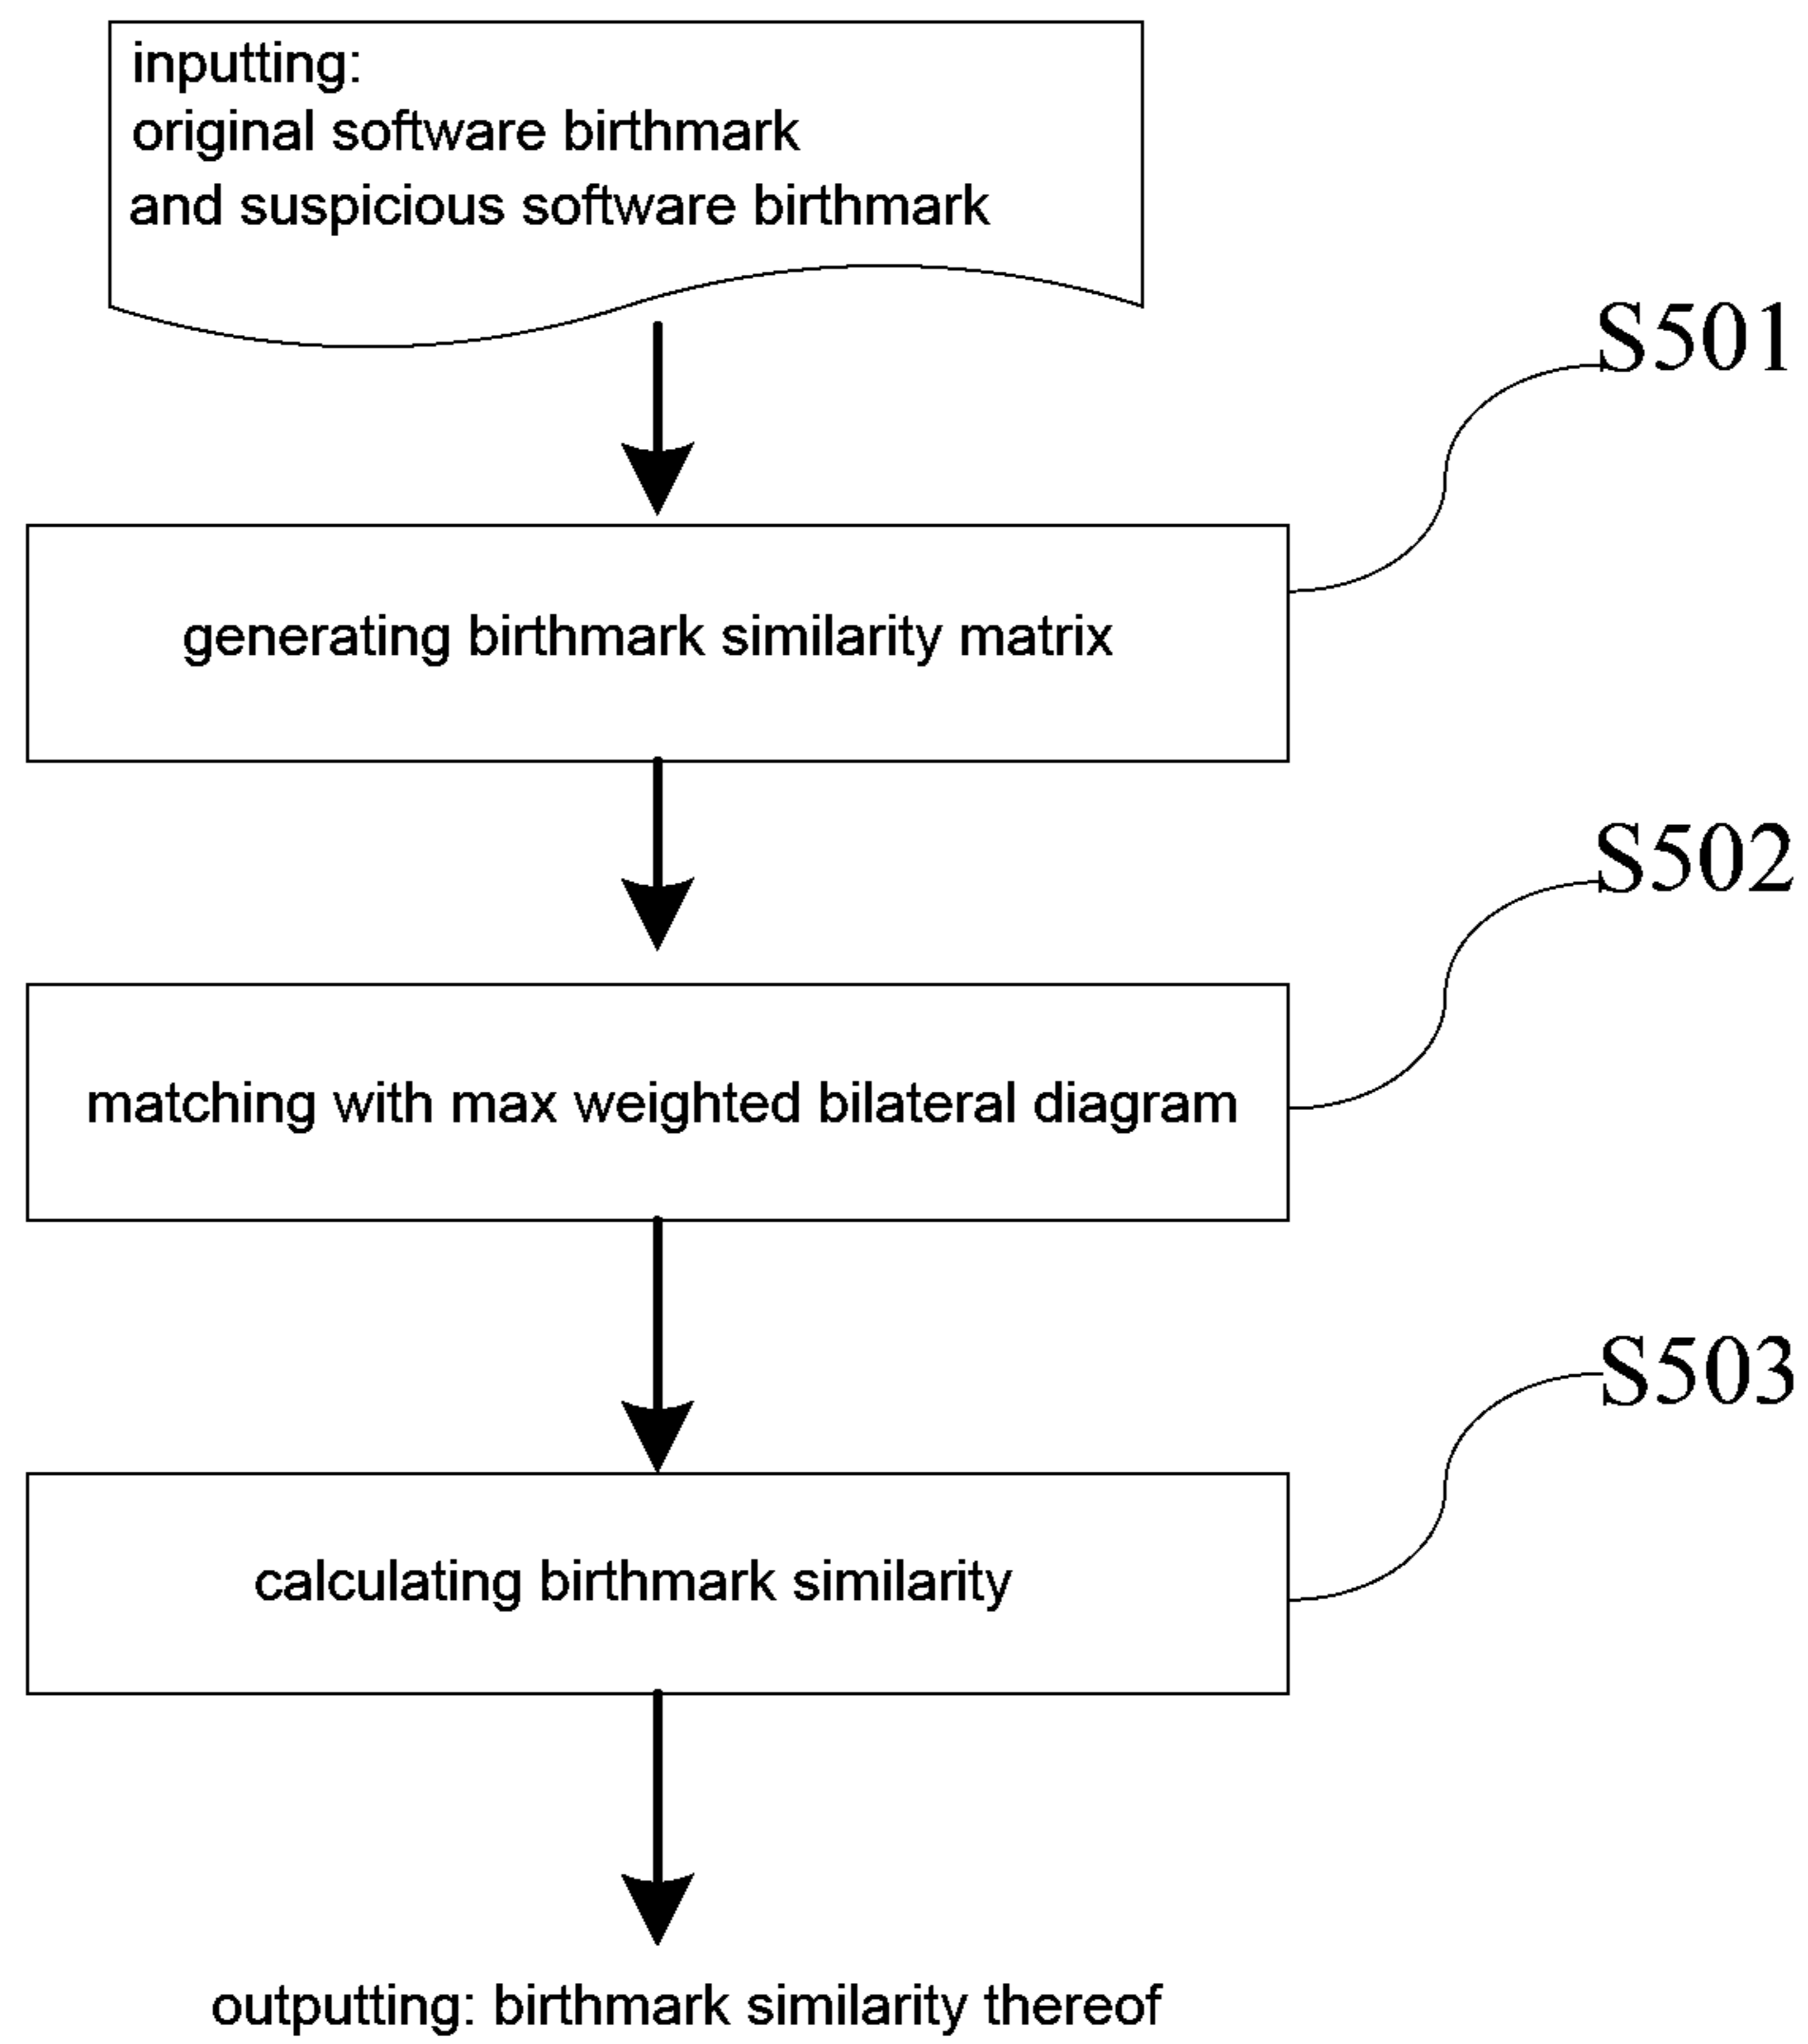 inputting:
original software birthmark
and suspicious software birthmark
S501
generating birthmark similarity matrix
S502
matching with max weighted bilateral diagram
S503
calculating birthmark similarity
outputting: birthmark similarity thereof